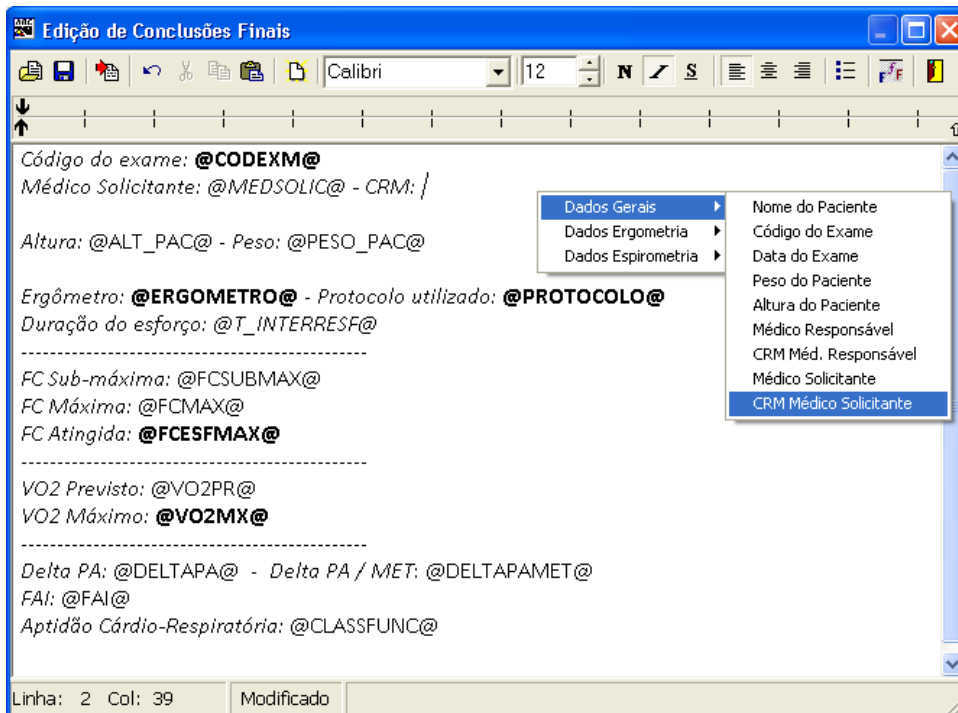 Edição de Conclusões Finais
Calibri 12 N I S
Código do exame: @CODEXM@
Médico Solicitante: @MEDSOLIC@ - CRM:
Altura: @ALT_PAC@ - Peso: @PESO_PAC@
Ergômetro: @ERGOMETRO@ - Protocolo utilizado: @PROTOCOLO@
Duração do esforço: @T_INTERRESF@
----------------------------------------------
FC Sub-máxima: @FCSUBMAX@
FC Máxima: @FCMAX@
FC Atingida: @FCESFMAX@
----------------------------------------------
VO2 Previsto: @VO2PR@
VO2 Máximo: @VO2MX@
----------------------------------------------
Delta PA: @DELTAPA@ - Delta PA / MET: @DELTAPAMET@
FAI: @FAI@
Aptidão Cárdio-Respiratória: @CLASSFUNC@
Dados Gerais
Dados Ergometria
Dados Espirometria
Nome do Paciente
Código do Exame
Data do Exame
Peso do Paciente
Altura do Paciente
Médico Responsável
CRM Méd. Responsável
Médico Solicitante
CRM Médico Solicitante
Linha: 2 Col: 39 Modificado